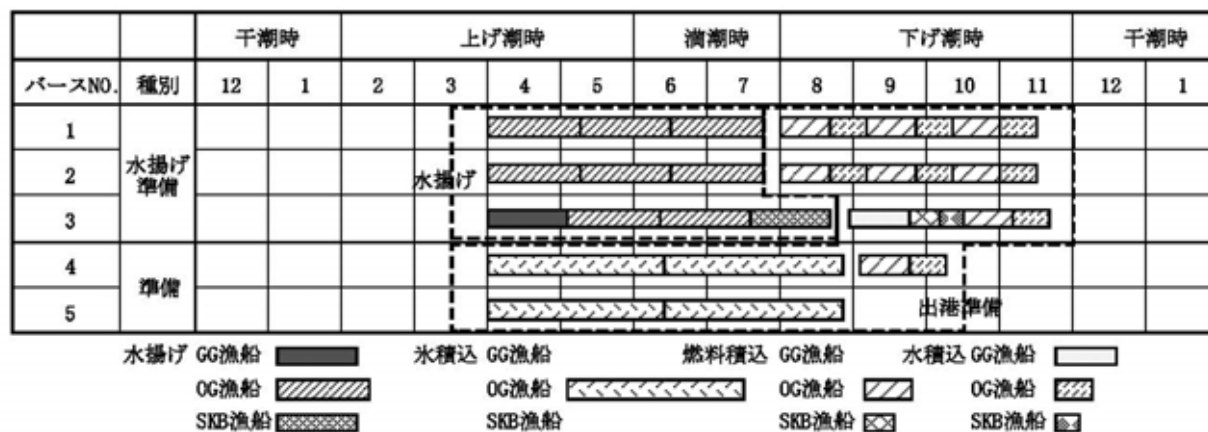 干潮時 上げ潮時 満潮時 下げ潮時 干潮時
バースNO. 種別 12 1 2 3 4 5 6 7 8 9 10 11 12 1
1
水揚げ
準備
2
水揚げ
3
4
準備
5
出港準備
水揚げ GG漁船 氷積込 GG漁船 燃料積込 GG漁船 水積込 GG漁船
OG漁船 OG漁船 OG漁船 OG漁船
SKB漁船 SKB漁船 SKB漁船 SKB漁船